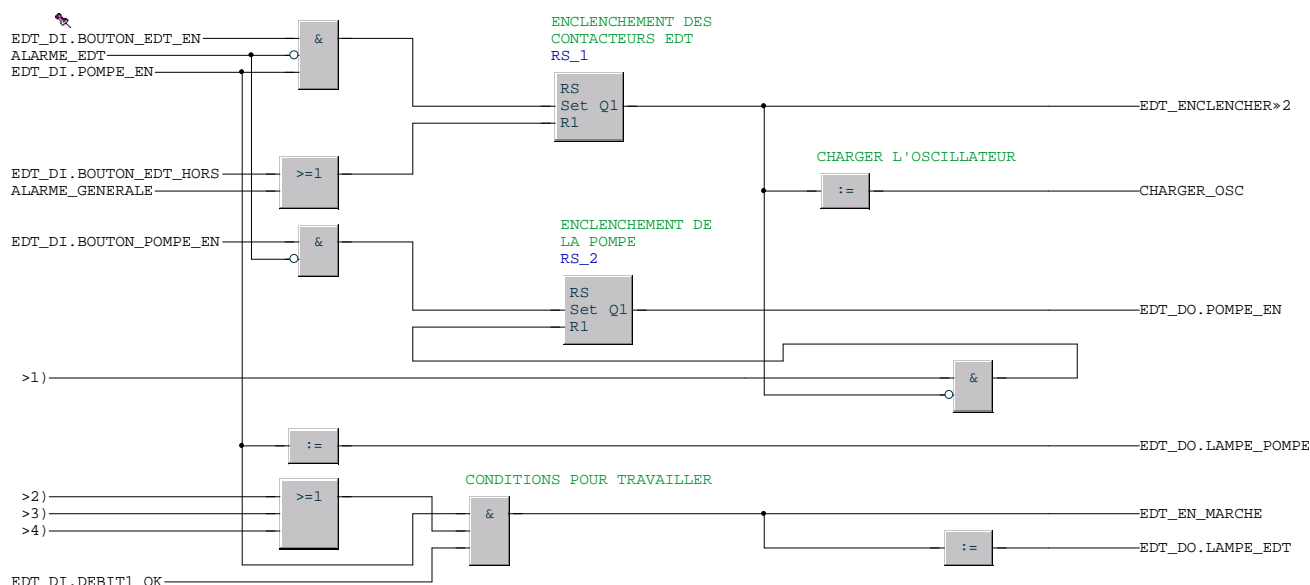 EDT_DI.BOUTON_EDT_EN
ALARME_EDT
EDT_DI.POMPE_EN
&
ENCLENCHEMENT DES
CONTACTEURS EDT
RS_1
RS
Set Q1
R1
EDT_ENCLENCHER»2
CHARGER L'OSCILLATEUR
:=
CHARGER_OSC
EDT_DI.BOUTON_EDT_HORS
ALARME_GENERALE
>=1
EDT_DI.BOUTON_POMPE_EN
&
ENCLENCHEMENT DE
LA POMPE
RS_2
RS
Set Q1
R1
EDT_DO.POMPE_EN
>1)
&
:=
EDT_DO.LAMPE_POMPE
>2)
>3)
>4)
>=1
CONDITIONS POUR TRAVAILLER
&
EDT_EN_MARCHE
:=
EDT_DO.LAMPE_EDT
EDT_DI.DEBIT1_OK